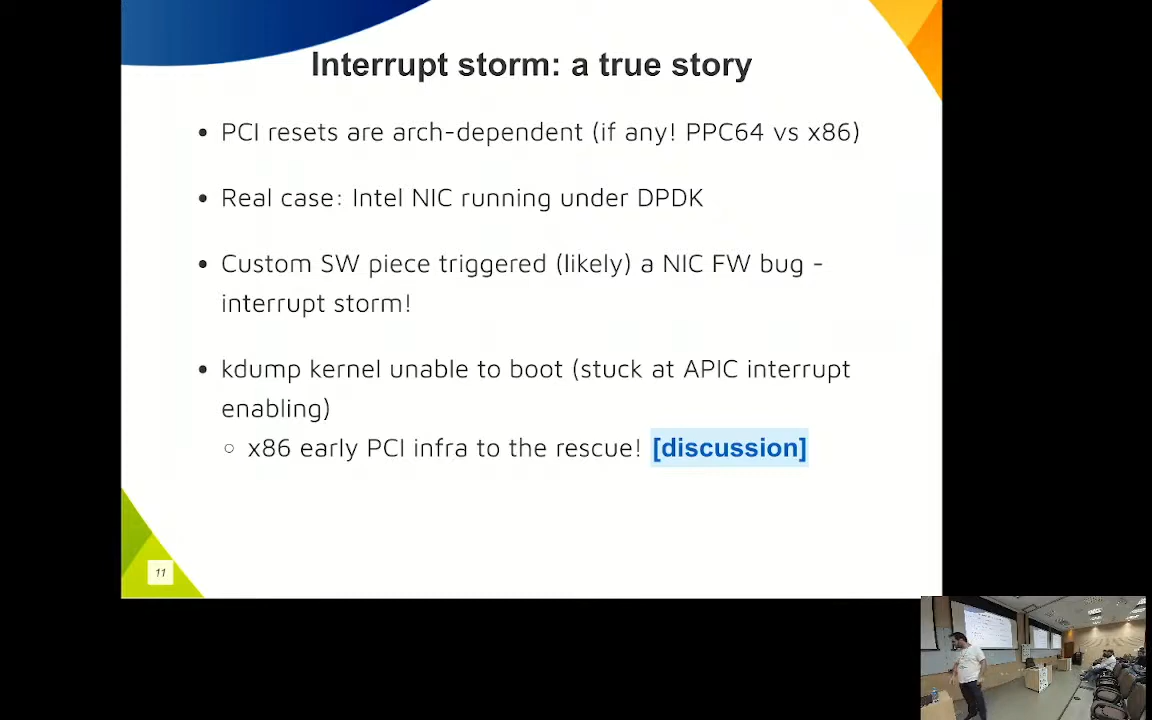 Interrupt storm: a true story
• PCI resets are arch-dependent (if any! PPC64 vs x86)
• Real case: Intel NIC running under DPDK
• Custom SW piece triggered (likely) a NIC FW bug -
interrupt storm!
• kdump kernel unable to boot (stuck at APIC interrupt
enabling)
○ x86 early PCI infra to the rescue! [discussion]
11